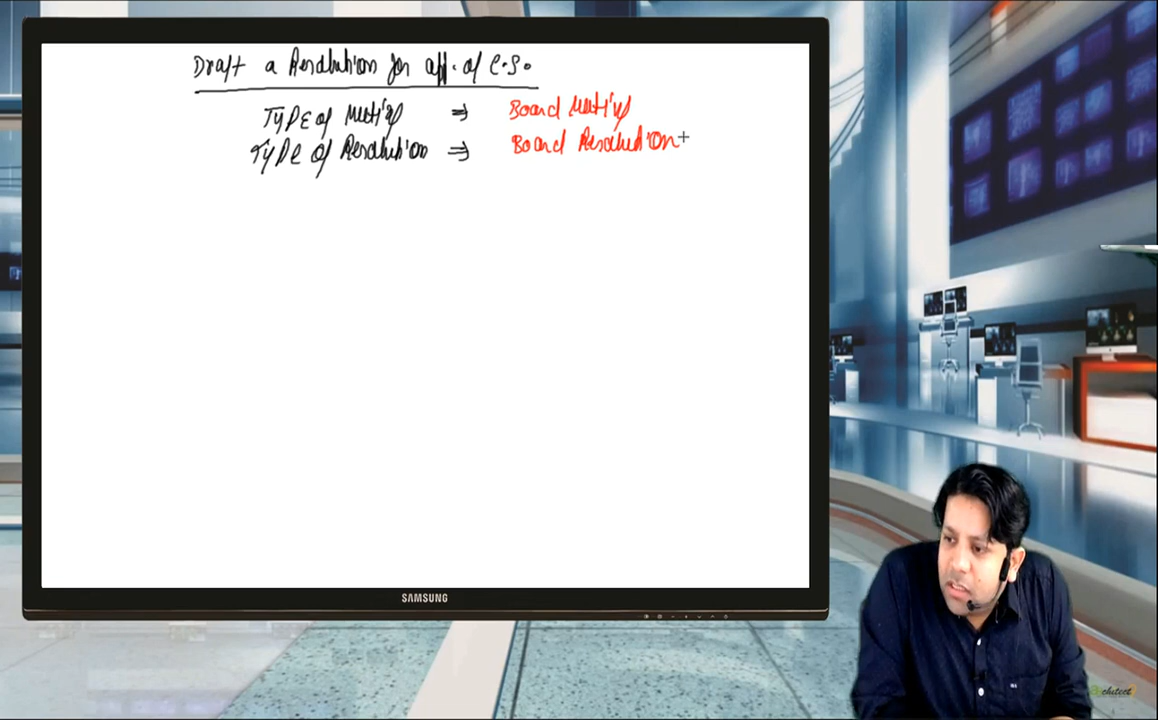 Draft a Resolution for app. of C.S.
TYPE of Meeting ⇒ Board Meeting
TYPE of Resolution ⇒ Board Resolution
SAMSUNG